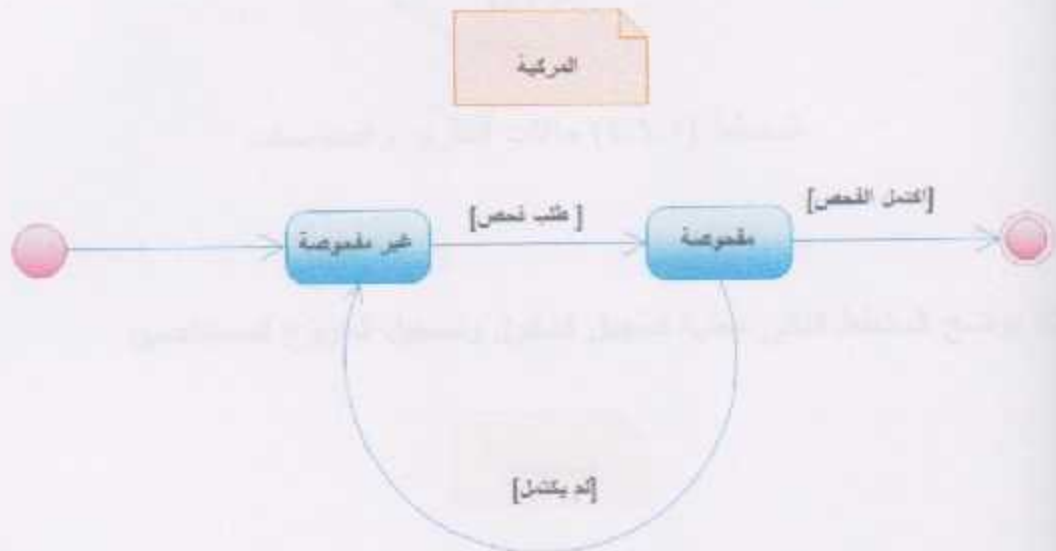 المركبة
[اكتمل الفحص]
[طلب فحص]
مفحوصة
غير مفحوصة
[لم يكتمل]